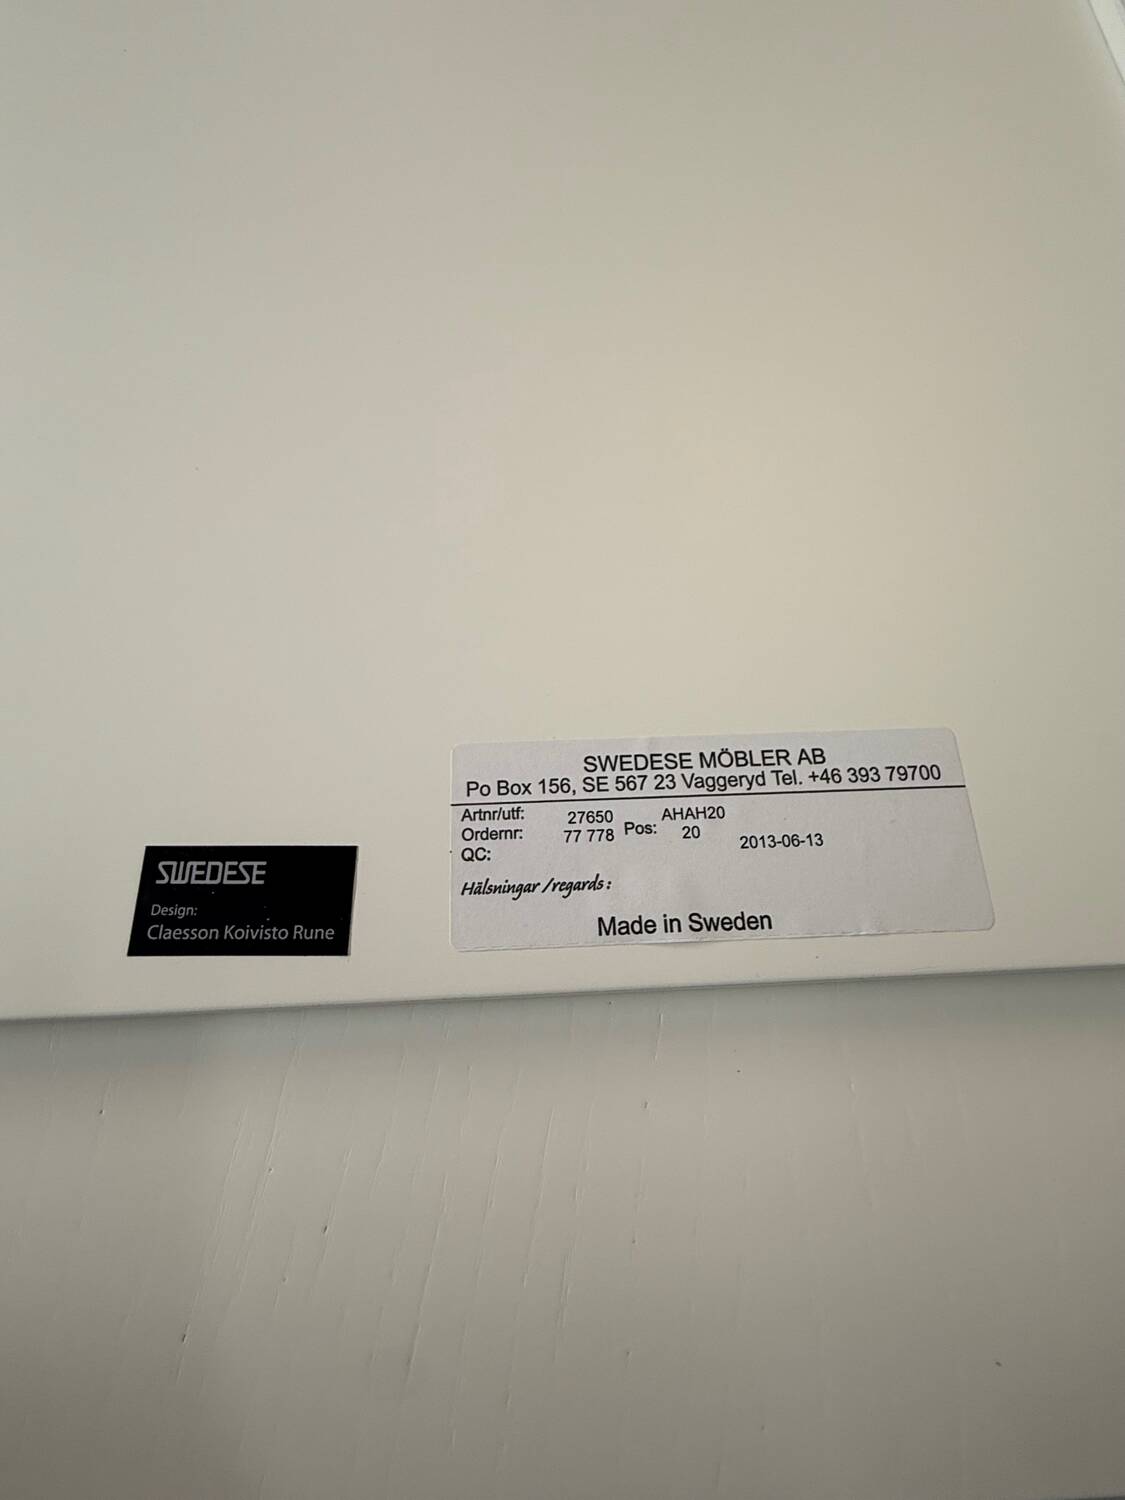 SWEDESE MÖBLER AB
Po Box 156, SE 567 23 Vaggeryd Tel. +46 393 79700
Artnr/utf: 27650 AHAH20
Ordernr: 77 778 Pos: 20 2013-06-13
QC:
Hälsningar /regards:
Made in Sweden
SWEDESE
Design:
Claesson Koivisto Rune